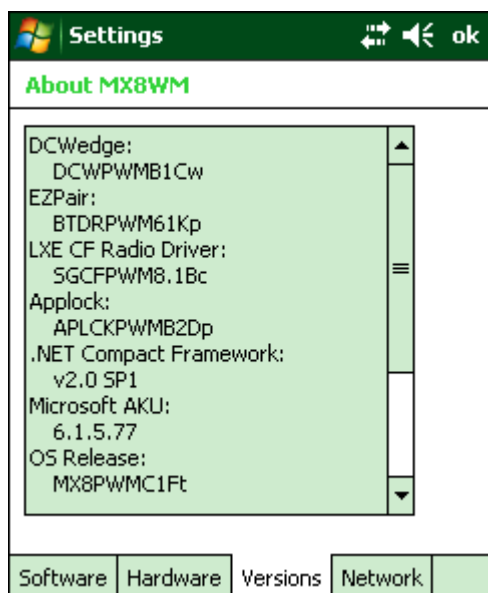 Settings ok
About MX8WM
DCWedge:
DCWPWMB1Cw
EZPair:
BTDRPWM61Kp
LXE CF Radio Driver:
SGCFPWM8.1Bc
Applock:
APLCKPWMB2Dp
.NET Compact Framework:
v2.0 SP1
Microsoft AKU:
6.1.5.77
OS Release:
MX8PWMC1Ft
Software Hardware Versions Network